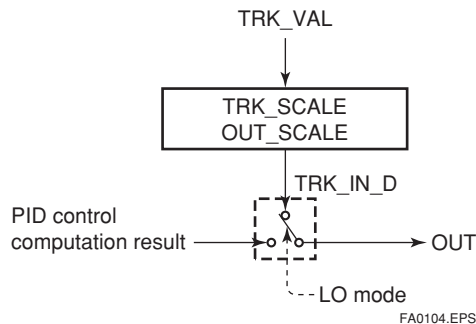 TRK_VAL
TRK_SCALE
OUT_SCALE
TRK_IN_D
PID control
computation result
OUT
LO mode
FA0104.EPS